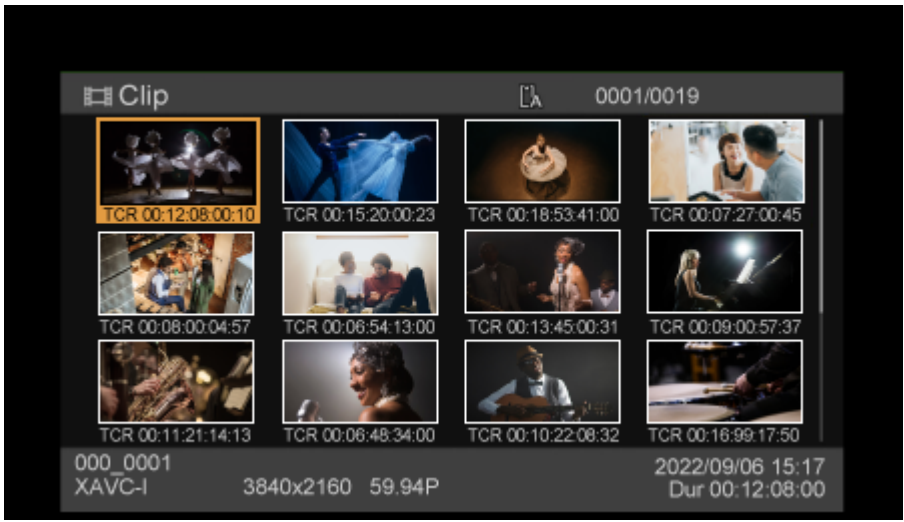 Clip A 0001/0019
TCR 00:12:08:00:10 TCR 00:15:20:00:23 TCR 00:18:53:41:00 TCR 00:07:27:00:45
TCR 00:08:00:04:57 TCR 00:06:54:13:00 TCR 00:13:45:00:31 TCR 00:09:00:57:37
TCR 00:11:21:14:13 TCR 00:06:48:34:00 TCR 00:10:22:08:32 TCR 00:16:99:17:50
000_0001 2022/09/06 15:17
XAVC-I 3840x2160 59.94P Dur 00:12:08:00